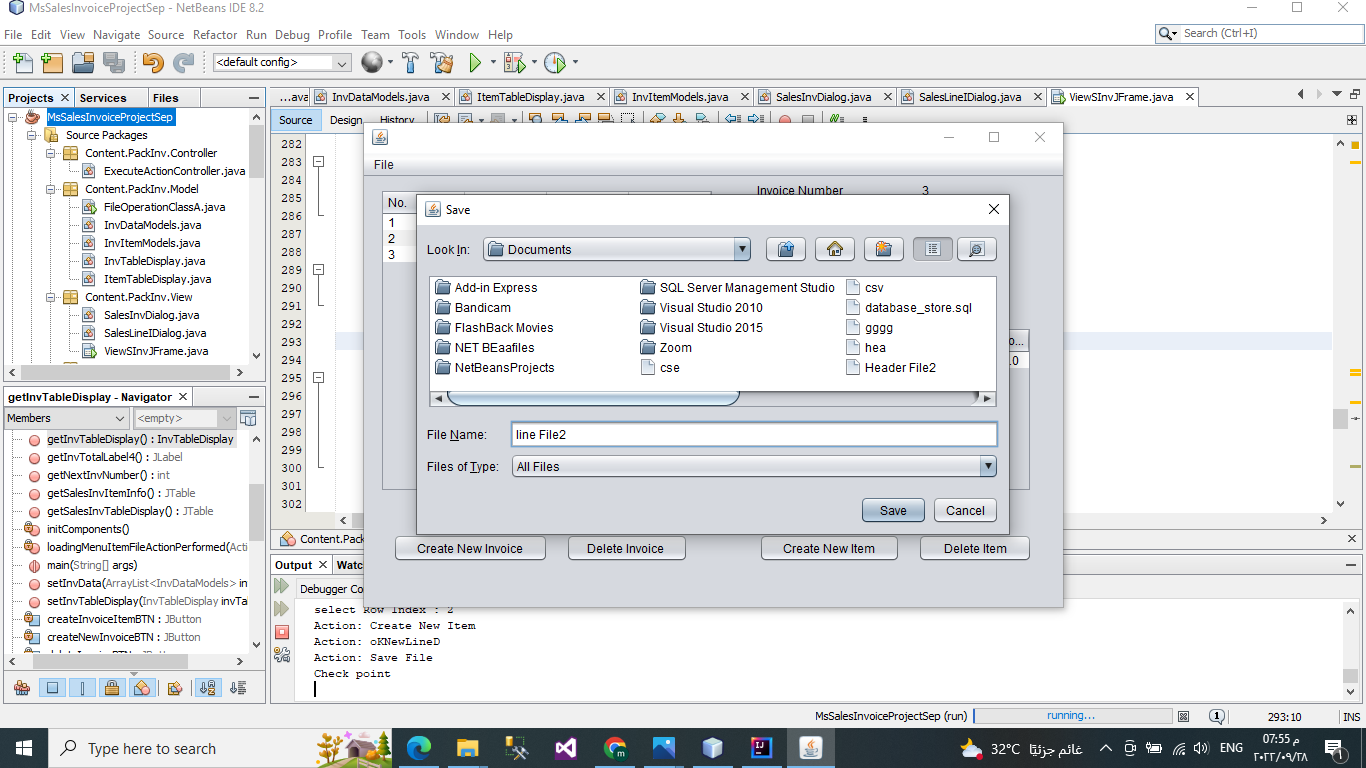 MsSalesInvoiceProjectSep - NetBeans IDE 8.2
File Edit View Navigate Source Refactor Run Debug Profile Team Tools Window Help
Search (Ctrl+I)
<default config>
Projects Services Files
...ava InvDataModels.java ItemTableDisplay.java InvItemModels.java SalesInvDialog.java SalesLineIDialog.java ViewSInvJFrame.java
Source Design History
MsSalesInvoiceProjectSep
Source Packages
Content.PackInv.Controller
ExecuteActionController.java
Content.PackInv.Model
FileOperationClassA.java
InvDataModels.java
InvItemModels.java
InvTableDisplay.java
ItemTableDisplay.java
Content.PackInv.View
SalesInvDialog.java
SalesLineIDialog.java
ViewSInvJFrame.java
getInvTableDisplay - Navigator
Members <empty>
getInvTableDisplay() : InvTableDisplay
getInvTotalLabel4() : JLabel
getNextInvNumber() : int
getSalesInvItemInfo() : JTable
getSalesInvTableDisplay() : JTable
initComponents()
loadingMenuItemFileActionPerformed(Acti
main(String[] args)
setInvData(ArrayList<InvDataModels> in
setInvTableDisplay(InvTableDisplay invTa
createInvoiceItemBTN : JButton
createNewInvoiceBTN : JButton
282
283
284
285
286
287
288
289
290
291
292
293
294
295
296
297
298
299
300
301
302
File
No.
1
2
3
Invoice Number 3
o...
.0
Save
Look In: Documents
Add-in Express
Bandicam
FlashBack Movies
NET BEaafiles
NetBeansProjects
SQL Server Management Studio
Visual Studio 2010
Visual Studio 2015
Zoom
cse
csv
database_store.sql
gggg
hea
Header File2
File Name: line File2
Files of Type: All Files
Save Cancel
Create New Invoice Delete Invoice Create New Item Delete Item
Content.Pack
Output Watc
Debugger Co
select Row Index : 2
Action: Create New Item
Action: oKNewLineD
Action: Save File
Check point
MsSalesInvoiceProjectSep (run) running... 1 293:10 INS
Type here to search
32°C غائم جزئيًا ENG
٠7:55 م
٢٠٢٢/٠٩/٢٨
1